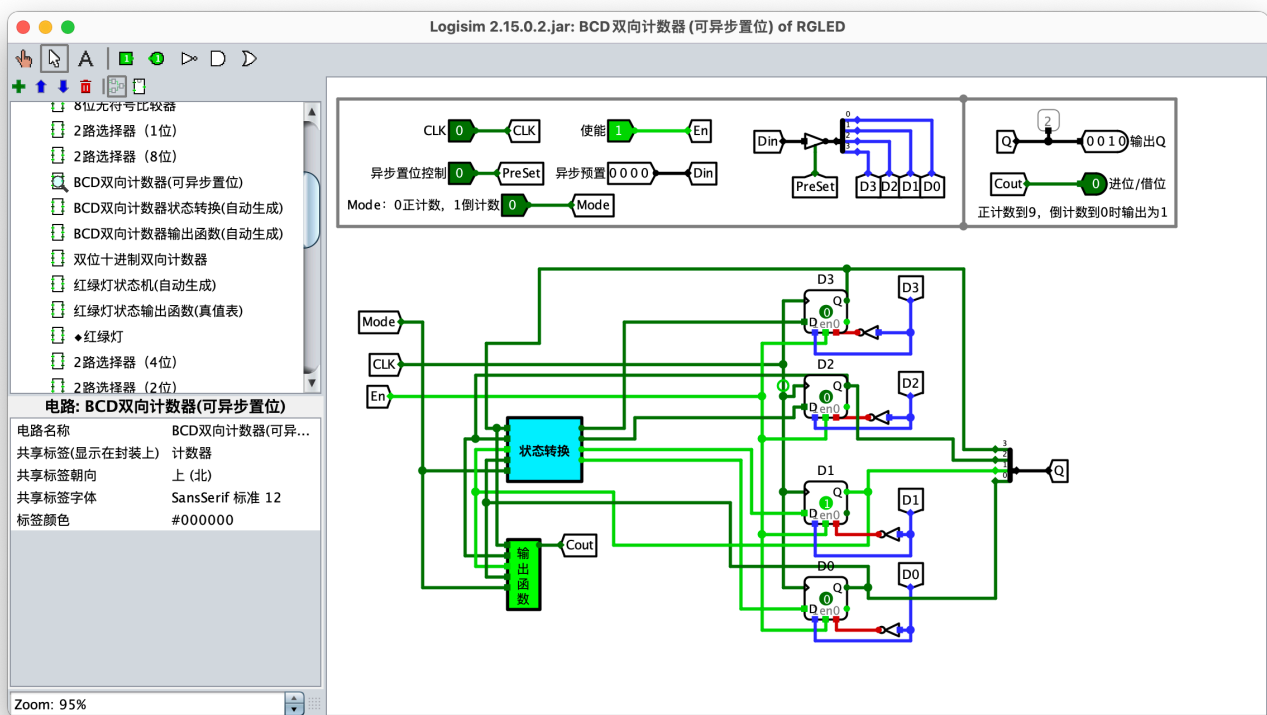 Logisim 2.15.0.2.jar: BCD双向计数器 (可异步置位) of RGLED
8位无符号比较器
2路选择器（1位）
2路选择器（8位）
BCD双向计数器(可异步置位)
BCD双向计数器状态转换(自动生成)
BCD双向计数器输出函数(自动生成)
双位十进制双向计数器
红绿灯状态机(自动生成)
红绿灯状态输出函数(真值表)
◆红绿灯
2路选择器（4位）
2路选择器（2位）
电路: BCD双向计数器(可异步置位)
电路名称 BCD双向计数器(可异...
共享标签(显示在封装上) 计数器
共享标签朝向 上 (北)
共享标签字体 SansSerif 标准 12
标签颜色 #000000
Zoom: 95%
CLK 0 CLK
使能 1 En
异步置位控制 0 PreSet
异步预置 0000 Din
Mode：0正计数，1倒计数 0 Mode
Din
PreSet
0
1
2
3
D3 D2 D1 D0
2
Q 0010 输出Q
Cout 0 进位/借位
正计数到9，倒计数到0时输出为1
Mode
CLK
En
状态转换
输出函数
Cout
D3
Q
0
D
1en0
D3
D2
Q
0
D
1en0
D2
D1
Q
1
D
1en0
D1
D0
Q
0
D
1en0
D0
3
2
1
0
Q